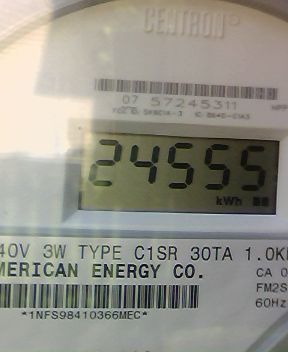 CENTRON®
07 57245311
24555
kWh
40V 3W TYPE C1SR 30TA 1.0K
MERICAN ENERGY CO.
CA 0
FM2S
60Hz
*1NFS98410366MEC*